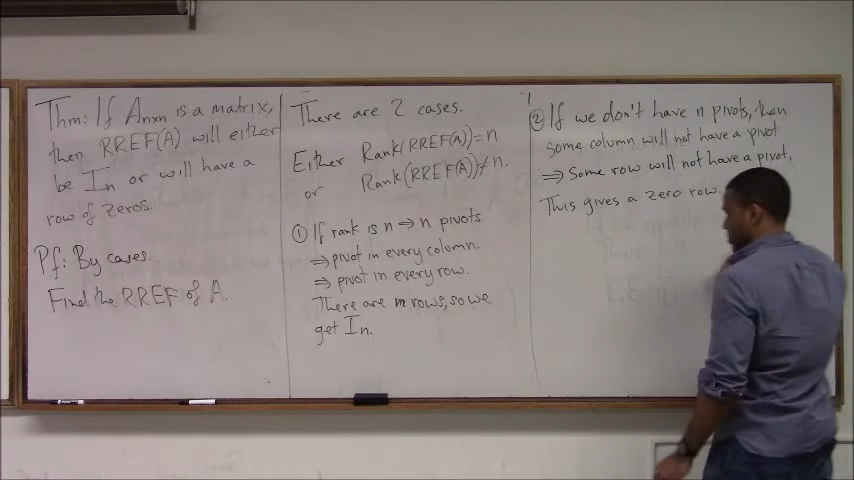 Thm: If Anxn is a matrix,
then RREF(A) will either
be In or will have a
row of zeros.
Pf: By cases.
Find the RREF of A.
There are 2 cases.
Either Rank(RREF(A))=n
or Rank(RREF(A))≠n.
① If rank is n ⇒ n pivots
⇒ pivot in every column.
⇒ pivot in every row.
There are n rows, so we
get In.
② If we don't have n pivots, then
some column will not have a pivot
⇒ Some row will not have a pivot.
This gives a zero row.